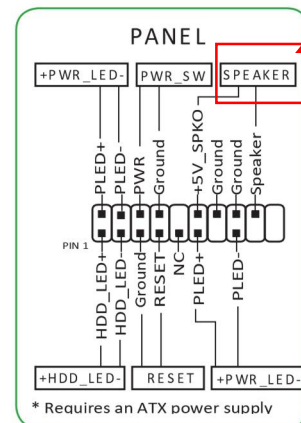 PANEL
+PWR_LED- PWR_SW SPEAKER
PLED+ PLED- PWR Ground +5V_SPKO Ground Ground Speaker
PIN 1
HDD_LED+ HDD_LED- Ground RESET NC PLED+ PLED-
+HDD_LED- RESET +PWR_LED-
* Requires an ATX power supply